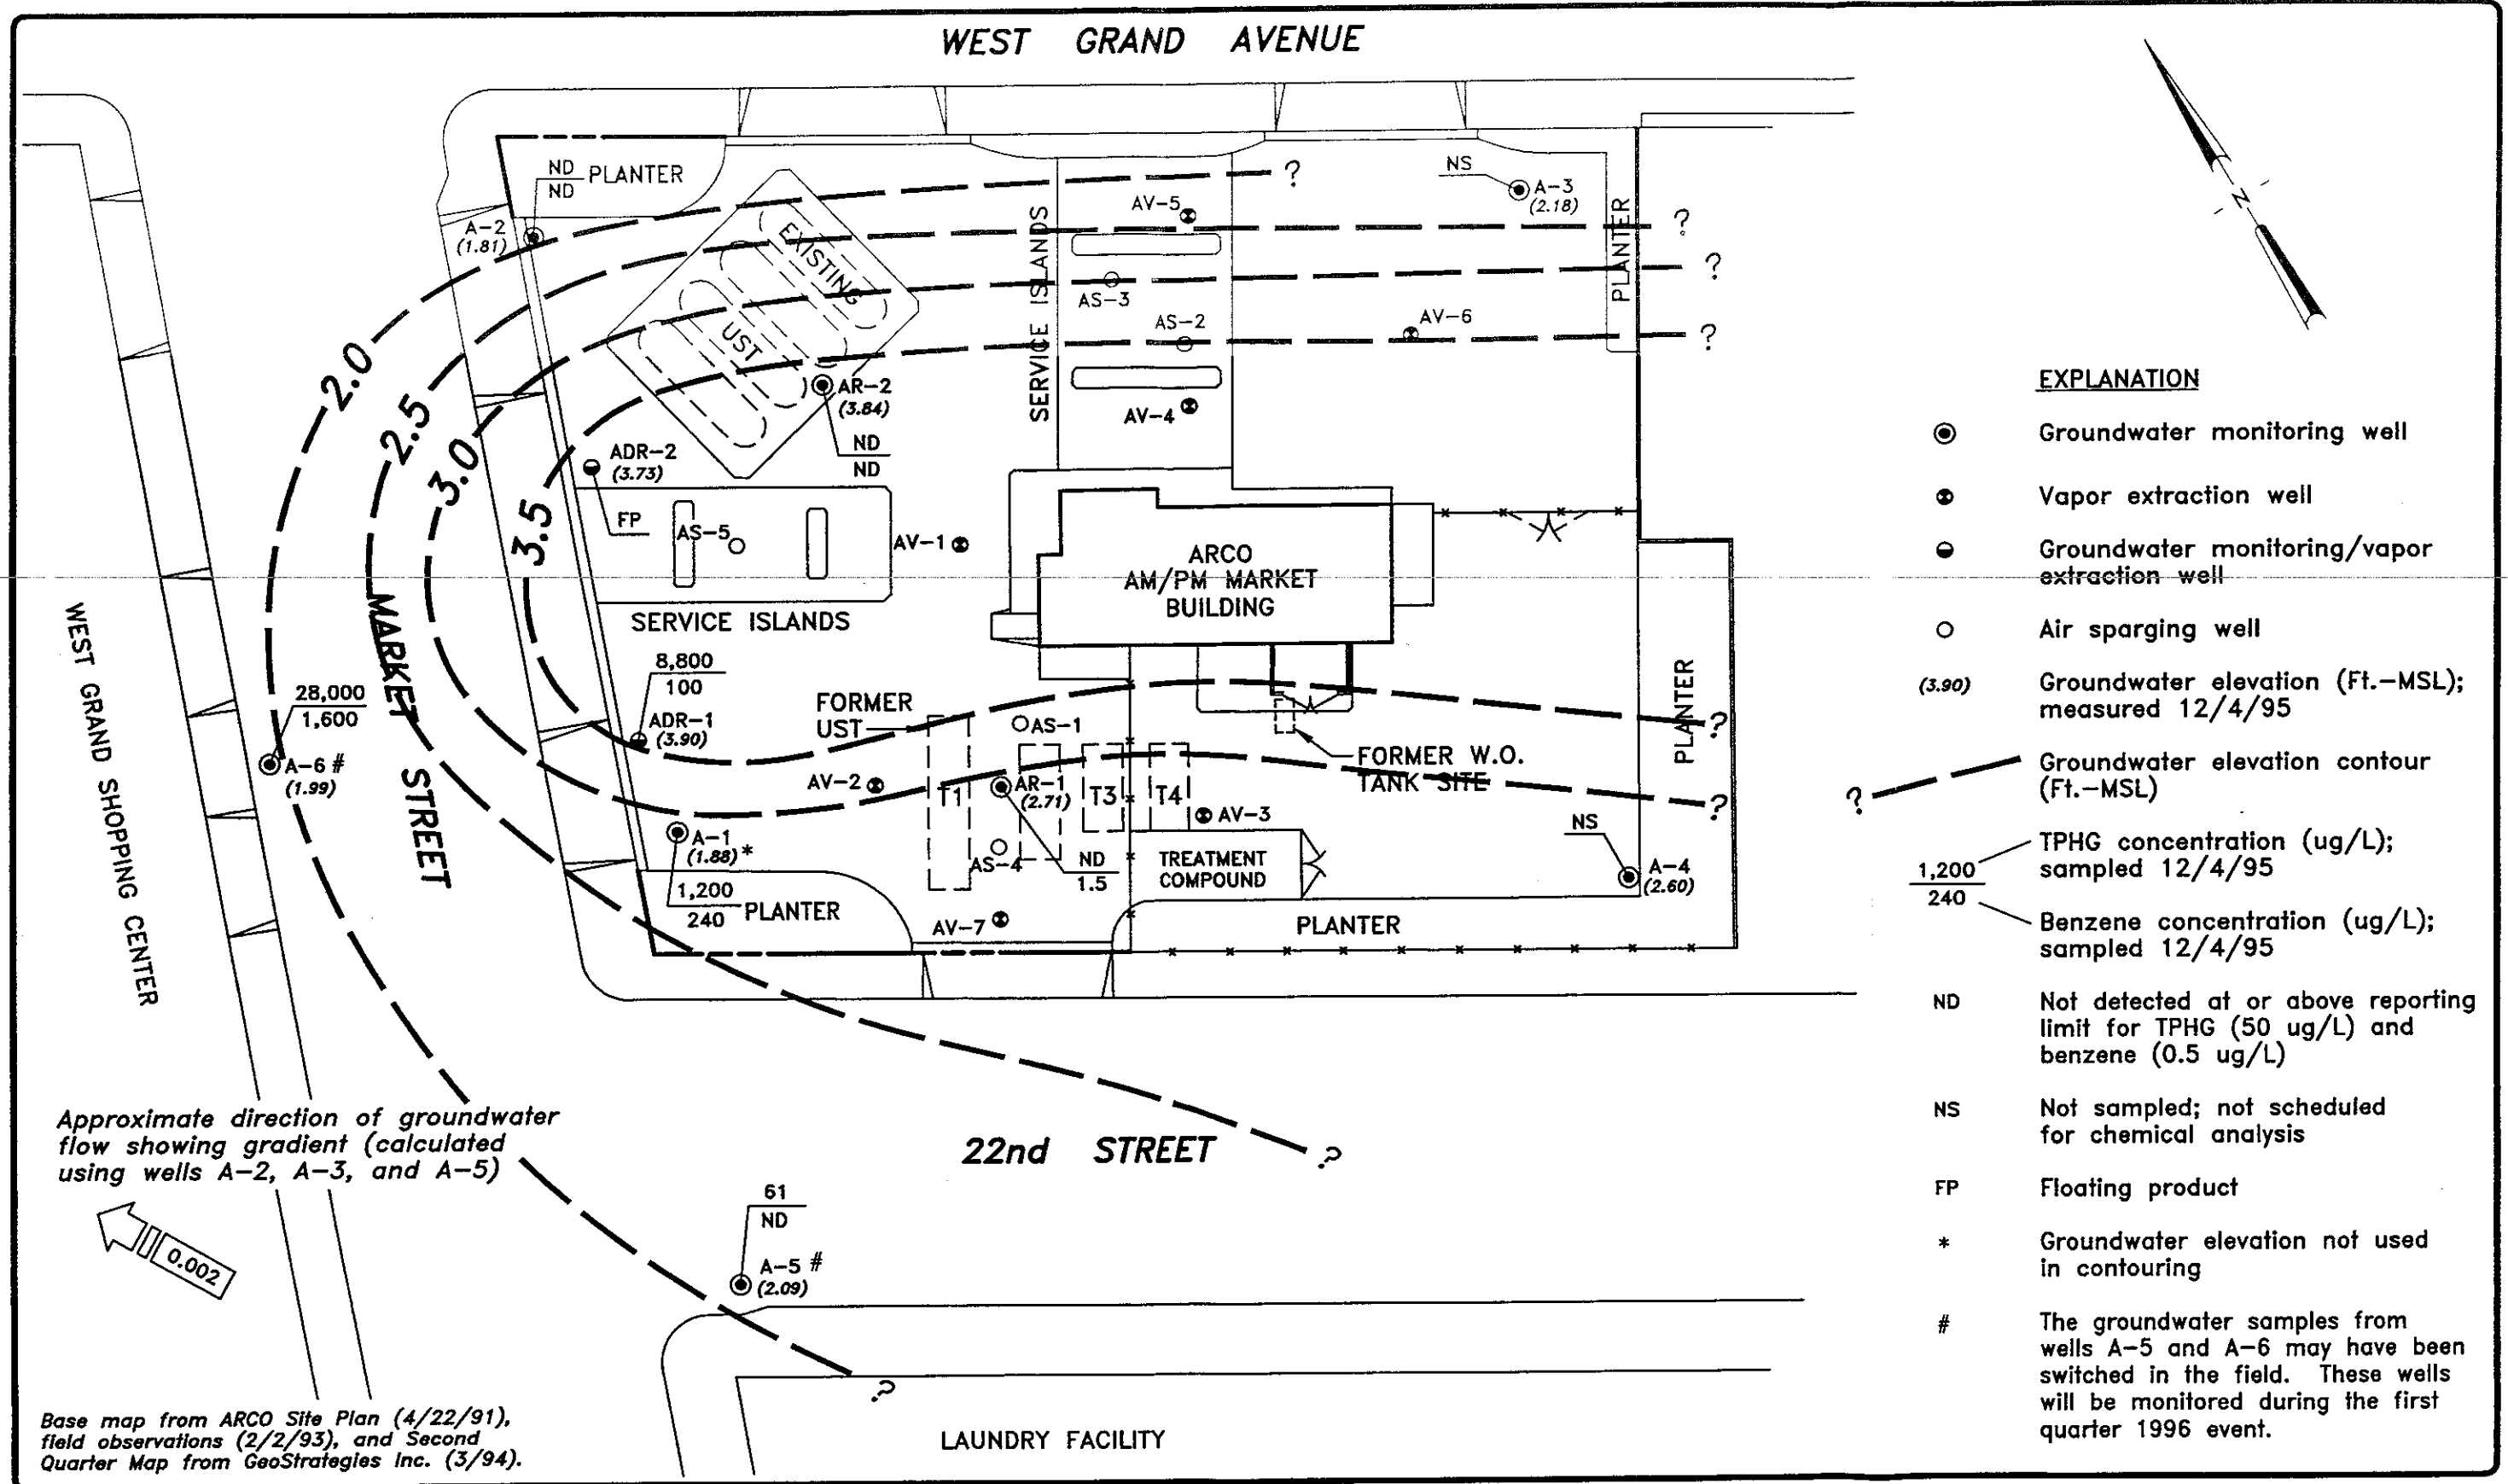 WEST GRAND AVENUE
ND
ND
PLANTER
A-2
(1.81)
EXISTING
UST
SERVICE ISLANDS
AV-5
AS-3
AS-2
AV-6
AV-4
NS
A-3
(2.18)
PLANTER
?
?
?
?
N
2.0
2.5
3.0
3.5
AR-2
(3.84)
ND
ND
ADR-2
(3.73)
FP
AS-5
AV-1
SERVICE ISLANDS
ARCO
AM/PM MARKET
BUILDING
WEST GRAND SHOPPING CENTER
MARKET STREET
28,000
1,600
A-6 #
(1.99)
8,800
100
ADR-1
(3.90)
FORMER
UST
AS-1
AV-2
T1
AR-1
(2.71)
T3
T4
AV-3
FORMER W.O.
TANK SITE
PLANTER
?
?
A-1
(1.88)*
1,200
240
PLANTER
AS-4
ND
1.5
AV-7
TREATMENT
COMPOUND
PLANTER
NS
A-4
(2.60)
22nd STREET
?
61
ND
A-5 #
(2.09)
?
LAUNDRY FACILITY
Approximate direction of groundwater
flow showing gradient (calculated
using wells A-2, A-3, and A-5)
0.002
Base map from ARCO Site Plan (4/22/91),
field observations (2/2/93), and Second
Quarter Map from GeoStrategies Inc. (3/94).
EXPLANATION
Groundwater monitoring well
Vapor extraction well
Groundwater monitoring/vapor
extraction well
Air sparging well
(3.90) Groundwater elevation (Ft.-MSL);
measured 12/4/95
? Groundwater elevation contour
(Ft.-MSL)
1,200
240
TPHG concentration (ug/L);
sampled 12/4/95
Benzene concentration (ug/L);
sampled 12/4/95
ND Not detected at or above reporting
limit for TPHG (50 ug/L) and
benzene (0.5 ug/L)
NS Not sampled; not scheduled
for chemical analysis
FP Floating product
* Groundwater elevation not used
in contouring
# The groundwater samples from
wells A-5 and A-6 may have been
switched in the field. These wells
will be monitored during the first
quarter 1996 event.